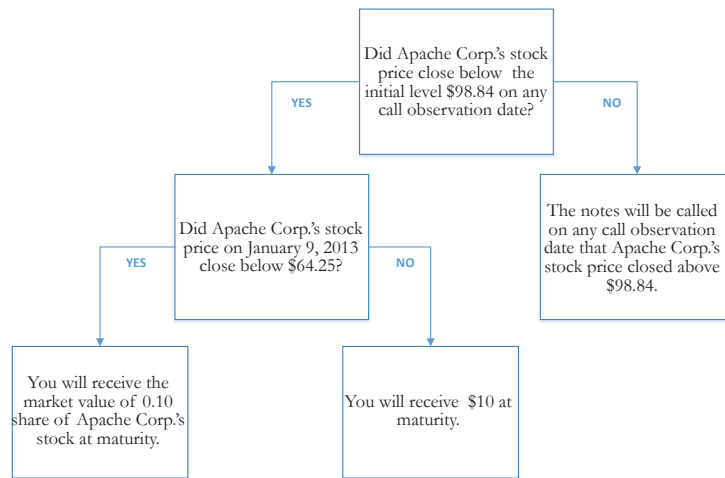 Did Apache Corp.'s stock
price close below the
initial level $98.84 on any
call observation date?
YES
NO
Did Apache Corp.'s stock
price on January 9, 2013
close below $64.25?
The notes will be called
on any call observation
date that Apache Corp.'s
stock price closed above
$98.84.
YES
NO
You will receive the
market value of 0.10
share of Apache Corp.'s
stock at maturity.
You will receive $10 at
maturity.